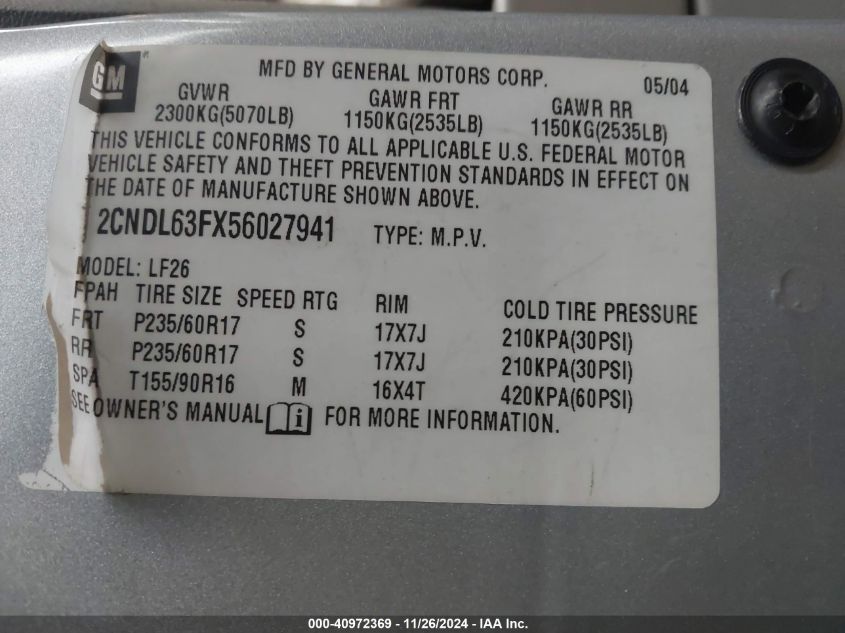 GM
MFD BY GENERAL MOTORS CORP. 05/04
GVWR GAWR FRT GAWR RR
2300KG(5070LB) 1150KG(2535LB) 1150KG(2535LB)
THIS VEHICLE CONFORMS TO ALL APPLICABLE U.S. FEDERAL MOTOR
VEHICLE SAFETY AND THEFT PREVENTION STANDARDS IN EFFECT ON
THE DATE OF MANUFACTURE SHOWN ABOVE.
2CNDL63FX56027941 TYPE: M.P.V.
MODEL: LF26
FPAH TIRE SIZE SPEED RTG RIM COLD TIRE PRESSURE
FRT P235/60R17 S 17X7J 210KPA(30PSI)
RR P235/60R17 S 17X7J 210KPA(30PSI)
SPA T155/90R16 M 16X4T 420KPA(60PSI)
SEE OWNER'S MANUAL i FOR MORE INFORMATION.
000-40972369 - 11/26/2024 - IAA Inc.